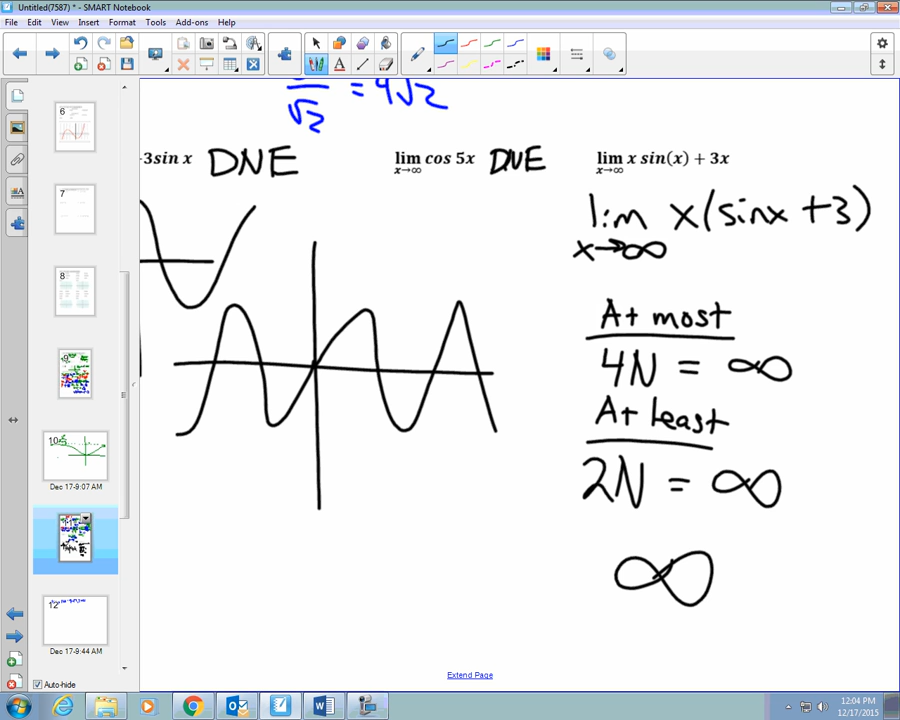 Untitled(7587) * - SMART Notebook
File Edit View Insert Format Tools Add-ons Help
√2 = 4√2
-3sin x DNE
lim cos 5x DNE
x→∞
lim x sin(x) + 3x
x→∞
lim x(sinx + 3)
x→∞
At most
4N = ∞
At least
2N = ∞
∞
6
7
8
9
10
Dec 17-9:07 AM
12
Dec 17-9:44 AM
Auto-hide
Extend Page
12:04 PM
12/17/2015